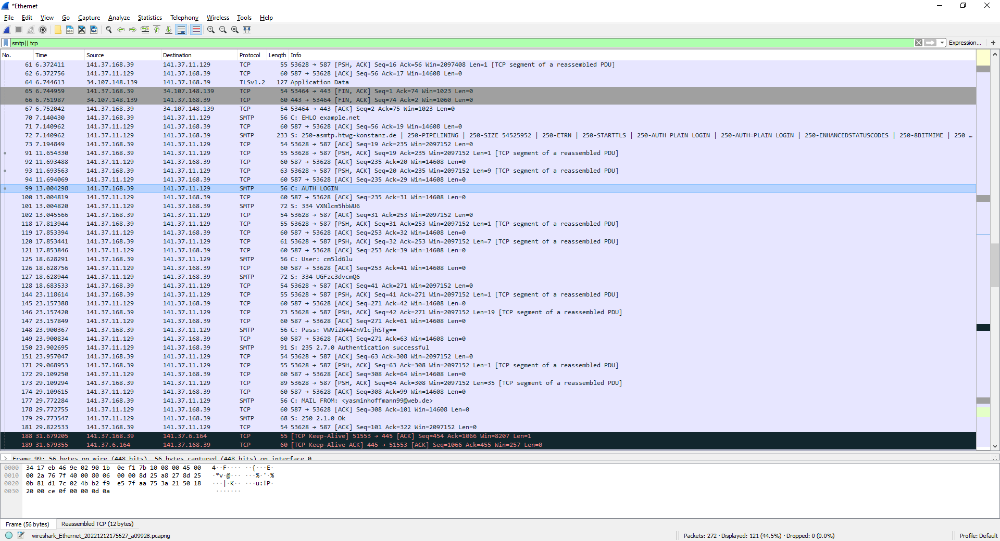 *Ethernet
File Edit View Go Capture Analyze Statistics Telephony Wireless Tools Help
smtp|| tcp Expression... +
No. Time Source Destination Protocol Length Info
61 6.372411 141.37.168.39 141.37.11.129 TCP 55 53628 → 587 [PSH, ACK] Seq=16 Ack=56 Win=2097408 Len=1 [TCP segment of a reassembled PDU]
62 6.372756 141.37.11.129 141.37.168.39 TCP 60 587 → 53628 [ACK] Seq=56 Ack=17 Win=14608 Len=0
64 6.744613 34.107.148.139 141.37.168.39 TLSv1.2 127 Application Data
65 6.744959 141.37.168.39 34.107.148.139 TCP 54 53464 → 443 [FIN, ACK] Seq=1 Ack=74 Win=1023 Len=0
66 6.751987 34.107.148.139 141.37.168.39 TCP 60 443 → 53464 [FIN, ACK] Seq=74 Ack=2 Win=1060 Len=0
67 6.752042 141.37.168.39 34.107.148.139 TCP 54 53464 → 443 [ACK] Seq=2 Ack=75 Win=1023 Len=0
70 7.140430 141.37.168.39 141.37.11.129 SMTP 56 C: EHLO example.net
71 7.140962 141.37.11.129 141.37.168.39 TCP 60 587 → 53628 [ACK] Seq=56 Ack=19 Win=14608 Len=0
72 7.140962 141.37.11.129 141.37.168.39 SMTP 233 S: 250-asmtp.htwg-konstanz.de | 250-PIPELINING | 250-SIZE 54525952 | 250-ETRN | 250-STARTTLS | 250-AUTH PLAIN LOGIN | 250-AUTH=PLAIN LOGIN | 250-ENHANCEDSTATUSCODES | 250-8BITMIME | 250 …
73 7.194849 141.37.168.39 141.37.11.129 TCP 54 53628 → 587 [ACK] Seq=19 Ack=235 Win=2097152 Len=0
91 11.654330 141.37.168.39 141.37.11.129 TCP 55 53628 → 587 [PSH, ACK] Seq=19 Ack=235 Win=2097152 Len=1 [TCP segment of a reassembled PDU]
92 11.693488 141.37.11.129 141.37.168.39 TCP 60 587 → 53628 [ACK] Seq=235 Ack=20 Win=14608 Len=0
93 11.693563 141.37.168.39 141.37.11.129 TCP 63 53628 → 587 [PSH, ACK] Seq=20 Ack=235 Win=2097152 Len=9 [TCP segment of a reassembled PDU]
94 11.694069 141.37.11.129 141.37.168.39 TCP 60 587 → 53628 [ACK] Seq=235 Ack=29 Win=14608 Len=0
99 13.004298 141.37.168.39 141.37.11.129 SMTP 56 C: AUTH LOGIN
100 13.004819 141.37.11.129 141.37.168.39 TCP 60 587 → 53628 [ACK] Seq=235 Ack=31 Win=14608 Len=0
101 13.004820 141.37.11.129 141.37.168.39 SMTP 72 S: 334 VXNlcm5hbWU6
102 13.045566 141.37.168.39 141.37.11.129 TCP 54 53628 → 587 [ACK] Seq=31 Ack=253 Win=2097152 Len=0
118 17.813944 141.37.168.39 141.37.11.129 TCP 55 53628 → 587 [PSH, ACK] Seq=31 Ack=253 Win=2097152 Len=1 [TCP segment of a reassembled PDU]
119 17.853394 141.37.11.129 141.37.168.39 TCP 60 587 → 53628 [ACK] Seq=253 Ack=32 Win=14608 Len=0
120 17.853441 141.37.168.39 141.37.11.129 TCP 61 53628 → 587 [PSH, ACK] Seq=32 Ack=253 Win=2097152 Len=7 [TCP segment of a reassembled PDU]
121 17.853846 141.37.11.129 141.37.168.39 TCP 60 587 → 53628 [ACK] Seq=253 Ack=39 Win=14608 Len=0
125 18.628291 141.37.168.39 141.37.11.129 SMTP 56 C: User: cm5ldGlu
126 18.628756 141.37.11.129 141.37.168.39 TCP 60 587 → 53628 [ACK] Seq=253 Ack=41 Win=14608 Len=0
127 18.628944 141.37.11.129 141.37.168.39 SMTP 72 S: 334 UGFzc3dvcmQ6
128 18.683533 141.37.168.39 141.37.11.129 TCP 54 53628 → 587 [ACK] Seq=41 Ack=271 Win=2097152 Len=0
144 23.118614 141.37.168.39 141.37.11.129 TCP 55 53628 → 587 [PSH, ACK] Seq=41 Ack=271 Win=2097152 Len=1 [TCP segment of a reassembled PDU]
145 23.157388 141.37.11.129 141.37.168.39 TCP 60 587 → 53628 [ACK] Seq=271 Ack=42 Win=14608 Len=0
146 23.157420 141.37.168.39 141.37.11.129 TCP 73 53628 → 587 [PSH, ACK] Seq=42 Ack=271 Win=2097152 Len=19 [TCP segment of a reassembled PDU]
147 23.157849 141.37.11.129 141.37.168.39 TCP 60 587 → 53628 [ACK] Seq=271 Ack=61 Win=14608 Len=0
148 23.900367 141.37.168.39 141.37.11.129 SMTP 56 C: Pass: VWViZW44ZnVlcjhSTg==
149 23.900834 141.37.11.129 141.37.168.39 TCP 60 587 → 53628 [ACK] Seq=271 Ack=63 Win=14608 Len=0
150 23.902695 141.37.11.129 141.37.168.39 SMTP 91 S: 235 2.7.0 Authentication successful
151 23.957047 141.37.168.39 141.37.11.129 TCP 54 53628 → 587 [ACK] Seq=63 Ack=308 Win=2097152 Len=0
171 29.068953 141.37.168.39 141.37.11.129 TCP 55 53628 → 587 [PSH, ACK] Seq=63 Ack=308 Win=2097152 Len=1 [TCP segment of a reassembled PDU]
172 29.109250 141.37.11.129 141.37.168.39 TCP 60 587 → 53628 [ACK] Seq=308 Ack=64 Win=14608 Len=0
173 29.109294 141.37.168.39 141.37.11.129 TCP 89 53628 → 587 [PSH, ACK] Seq=64 Ack=308 Win=2097152 Len=35 [TCP segment of a reassembled PDU]
174 29.109615 141.37.11.129 141.37.168.39 TCP 60 587 → 53628 [ACK] Seq=308 Ack=99 Win=14608 Len=0
177 29.772284 141.37.168.39 141.37.11.129 SMTP 56 C: MAIL FROM: <yasminhoffmann99@web.de>
178 29.772755 141.37.11.129 141.37.168.39 TCP 60 587 → 53628 [ACK] Seq=308 Ack=101 Win=14608 Len=0
179 29.773547 141.37.11.129 141.37.168.39 SMTP 68 S: 250 2.1.0 Ok
181 29.822533 141.37.168.39 141.37.11.129 TCP 54 53628 → 587 [ACK] Seq=101 Ack=322 Win=2097152 Len=0
188 31.679205 141.37.168.39 141.37.6.164 TCP 55 [TCP Keep-Alive] 51553 → 445 [ACK] Seq=454 Ack=1066 Win=8207 Len=1
189 31.679355 141.37.6.164 141.37.168.39 TCP 60 [TCP Keep-Alive ACK] 445 → 51553 [ACK] Seq=1066 Ack=455 Win=257 Len=0
Frame 99: 56 bytes on wire (448 bits), 56 bytes captured (448 bits) on interface 0
0000 34 17 eb 46 9e 02 90 1b 0e f1 7b 10 08 00 45 00 4··F···· ··{···E·
0010 00 2a 76 7f 40 00 80 06 00 00 8d 25 a8 27 8d 25 ·*v·@··· ···%·'·%
0020 0b 81 d1 7c 02 4b b2 f9 e5 7f aa 75 3a 21 50 18 ···|·K·· ···u:!P·
0030 20 00 ce 0f 00 00 0d 0a ·······
Frame (56 bytes) Reassembled TCP (12 bytes)
wireshark_Ethernet_20221212175627_a09928.pcapng Packets: 272 · Displayed: 121 (44.5%) · Dropped: 0 (0.0%) Profile: Default